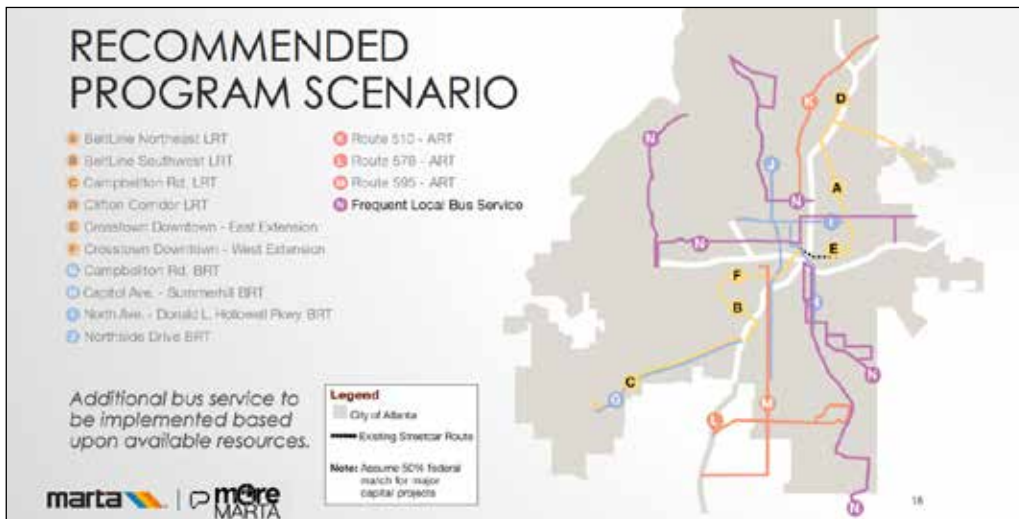 RECOMMENDED
PROGRAM SCENARIO
A BeltLine Northeast LRT
B BeltLine Southwest LRT
C Campbellton Rd. LRT
D Clifton Corridor LRT
E Crosstown Downtown - East Extension
F Crosstown Downtown - West Extension
Campbellton Rd. BRT
Capitol Ave. - Summerhill BRT
North Ave. - Donald L. Hollowell Pkwy BRT
Northside Drive BRT
K Route 510 - ART
L Route 578 - ART
M Route 595 - ART
N Frequent Local Bus Service
Additional bus service to
be implemented based
upon available resources.
Legend
City of Atlanta
Existing Streetcar Route
Note: Assume 50% federal
match for major
capital projects
marta
mOre
MARTA
K
D
N
J
A
N
I
N
E
F
B
C
N
M
L
N
18